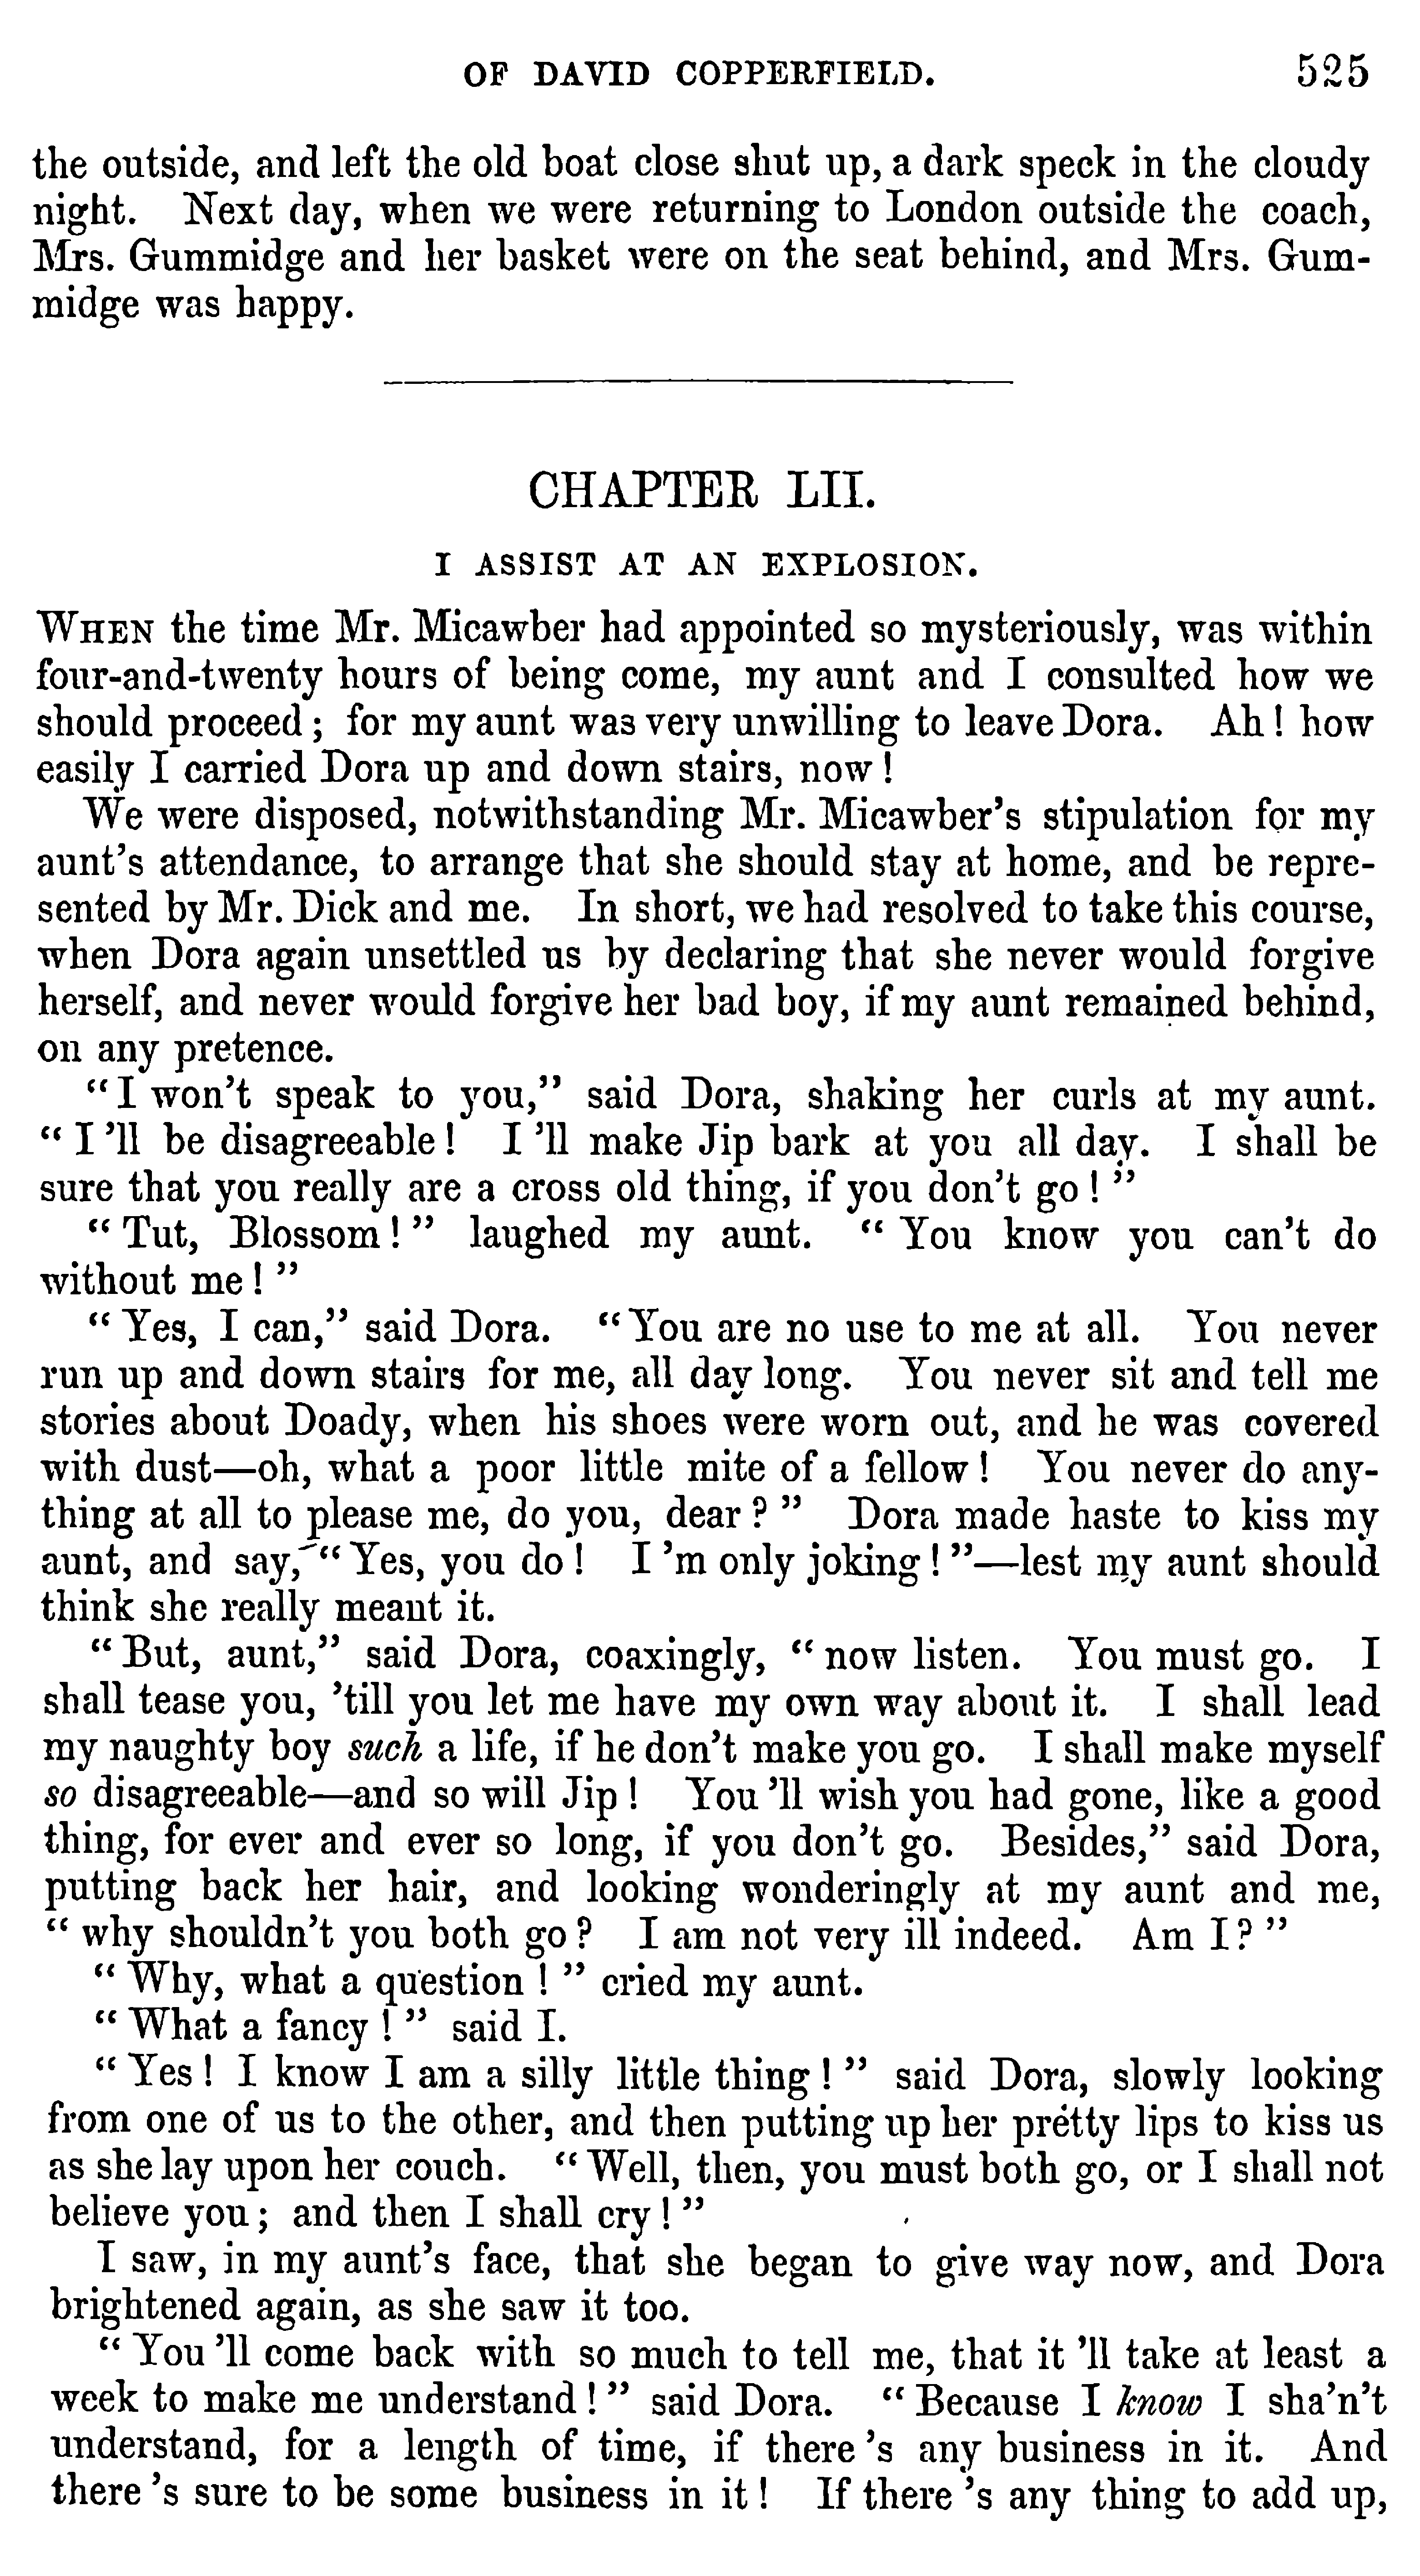 OF DAVID COPPERFIELD. 525
the outside, and left the old boat close shut up, a dark speck in the cloudy
night. Next day, when we were returning to London outside the coach,
Mrs. Gummidge and her basket were on the seat behind, and Mrs. Gum-
midge was happy.
CHAPTER LII.
I ASSIST AT AN EXPLOSION.
WHEN the time Mr. Micawber had appointed so mysteriously, was within
four-and-twenty hours of being come, my aunt and I consulted how we
should proceed; for my aunt was very unwilling to leave Dora. Ah! how
easily I carried Dora up and down stairs, now!
We were disposed, notwithstanding Mr. Micawber's stipulation for my
aunt's attendance, to arrange that she should stay at home, and be repre-
sented by Mr. Dick and me. In short, we had resolved to take this course,
when Dora again unsettled us by declaring that she never would forgive
herself, and never would forgive her bad boy, if my aunt remained behind,
on any pretence.
"I won't speak to you," said Dora, shaking her curls at my aunt.
"I'll be disagreeable! I'll make Jip bark at you all day. I shall be
sure that you really are a cross old thing, if you don't go!"
"Tut, Blossom!" laughed my aunt. "You know you can't do
without me!"
"Yes, I can," said Dora. "You are no use to me at all. You never
run up and down stairs for me, all day long. You never sit and tell me
stories about Doady, when his shoes were worn out, and he was covered
with dust—oh, what a poor little mite of a fellow! You never do any-
thing at all to please me, do you, dear?" Dora made haste to kiss my
aunt, and say, "Yes, you do! I'm only joking!"—lest my aunt should
think she really meant it.
"But, aunt," said Dora, coaxingly, "now listen. You must go. I
shall tease you, 'till you let me have my own way about it. I shall lead
my naughty boy such a life, if he don't make you go. I shall make myself
so disagreeable—and so will Jip! You'll wish you had gone, like a good
thing, for ever and ever so long, if you don't go. Besides," said Dora,
putting back her hair, and looking wonderingly at my aunt and me,
"why shouldn't you both go? I am not very ill indeed. Am I?"
"Why, what a question!" cried my aunt.
"What a fancy!" said I.
"Yes! I know I am a silly little thing!" said Dora, slowly looking
from one of us to the other, and then putting up her pretty lips to kiss us
as she lay upon her couch. "Well, then, you must both go, or I shall not
believe you; and then I shall cry!"
I saw, in my aunt's face, that she began to give way now, and Dora
brightened again, as she saw it too.
"You'll come back with so much to tell me, that it'll take at least a
week to make me understand!" said Dora. "Because I know I sha'n't
understand, for a length of time, if there's any business in it. And
there's sure to be some business in it! If there's any thing to add up,